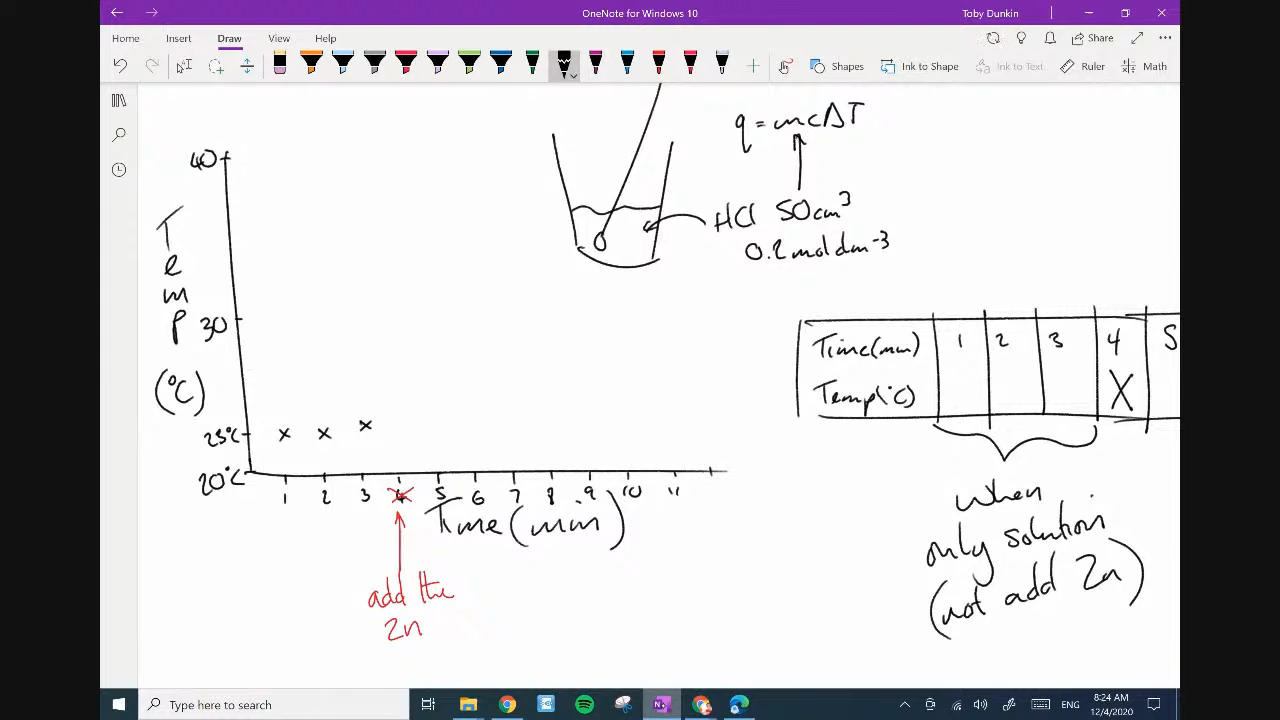 OneNote for Windows 10
Toby Dunkin
Home Insert Draw View Help
Share
Shapes Ink to Shape Ink to Text Ruler Math
q = mcΔT
HCl 50cm³
0.2 moldm⁻³
40
30
25°C
20°C
Temp (°C)
1 2 3 4 5 6 7 8 9 10 11
Time (min)
add the
Zn
Time(min) 1 2 3 4 5
Temp(°C) X
When
only solution
(not add Zn)
Type here to search
8:24 AM
12/4/2020